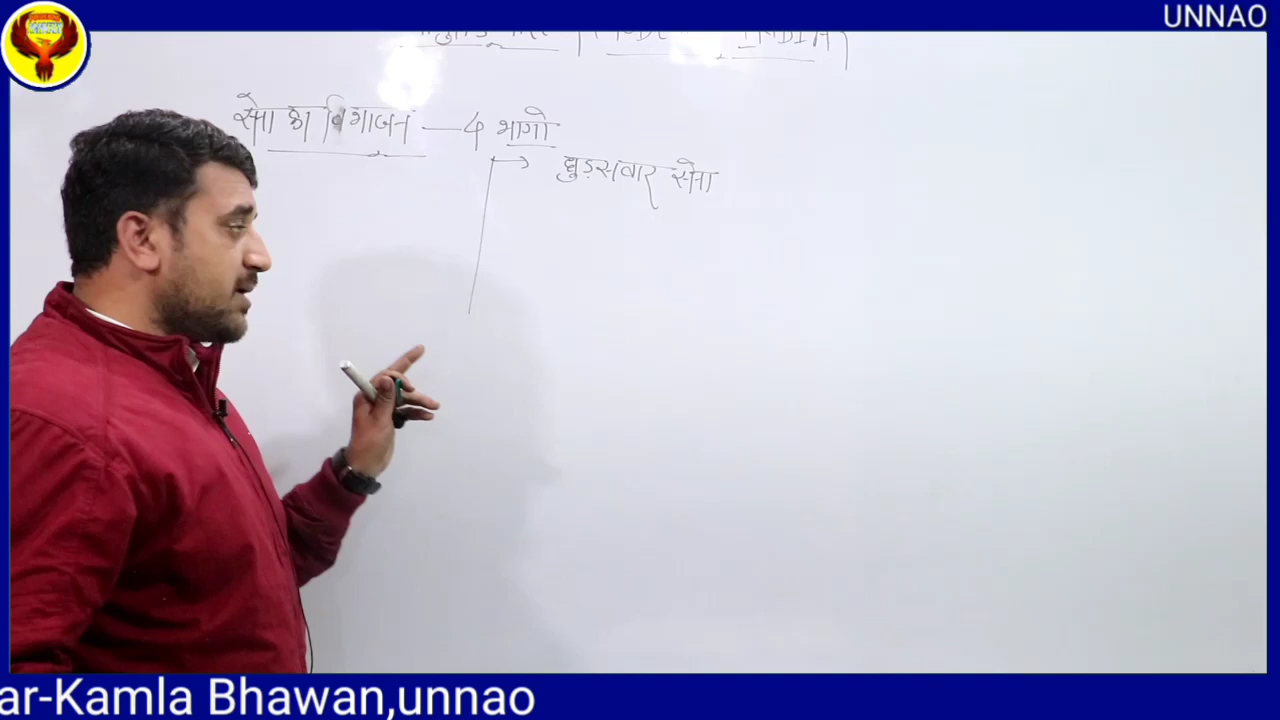 UNNAO
सेना का विभाजन — 4 भागो
→ घुड़सवार सेना
ar-Kamla Bhawan,unnao